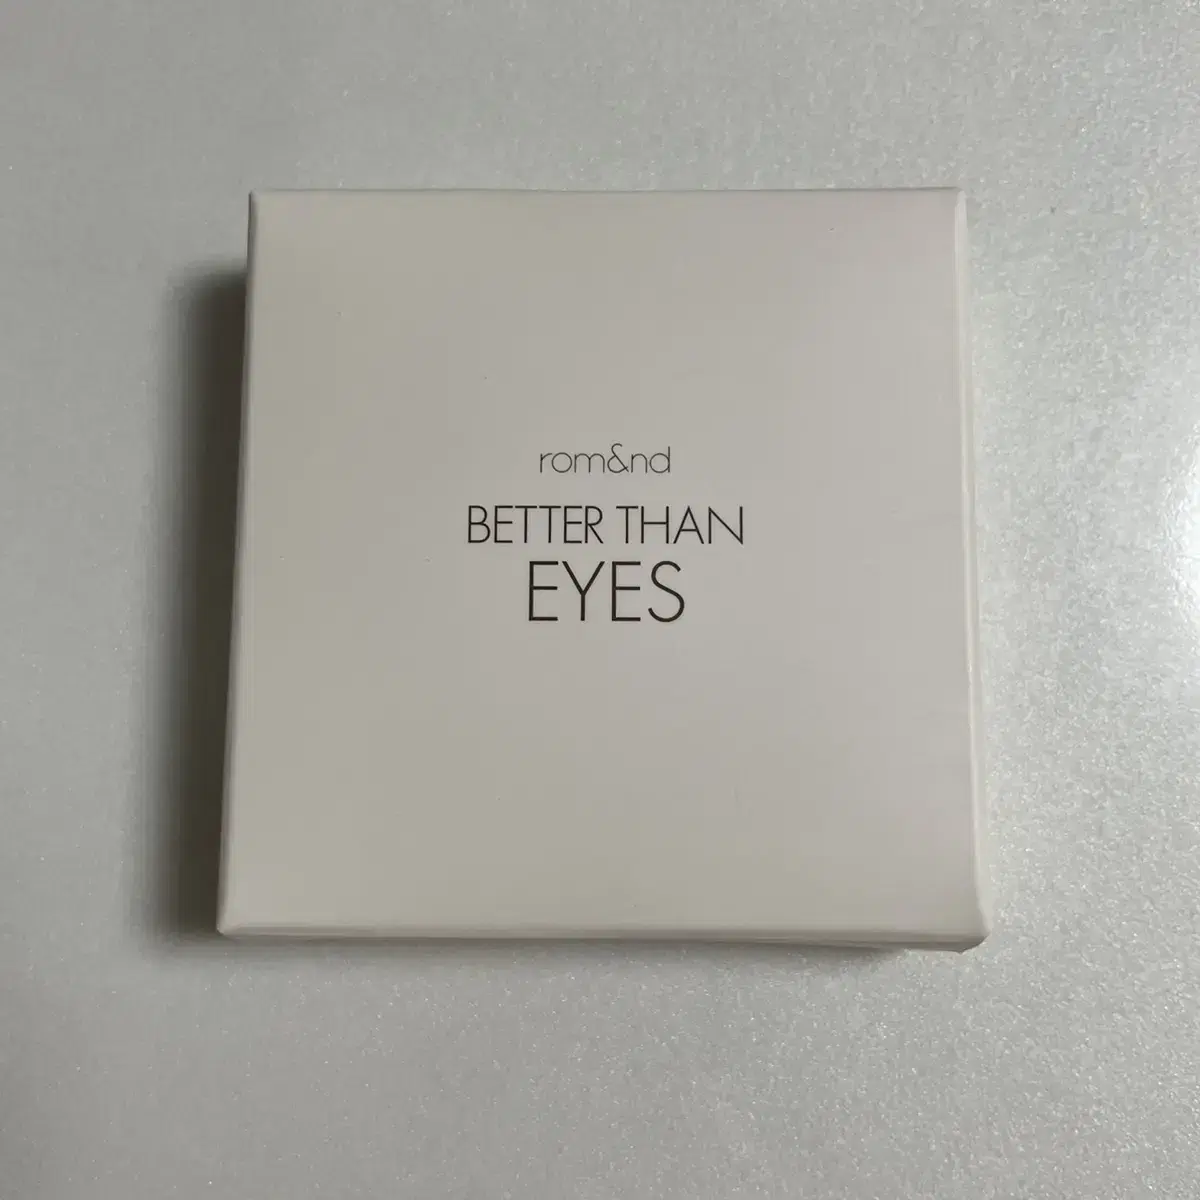 rom&nd
BETTER THAN
EYES